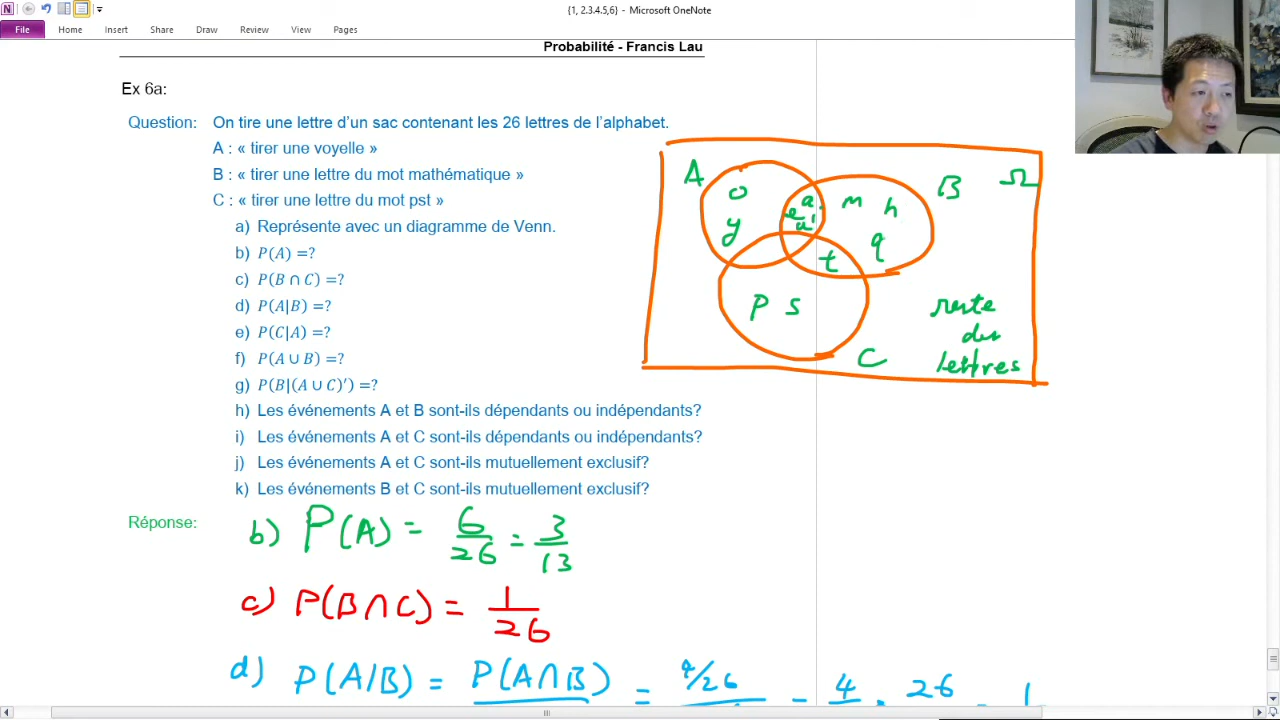 {1, 2.3.4.5,6} - Microsoft OneNote
File Home Insert Share Draw Review View Pages
Probabilité - Francis Lau
Ex 6a:
Question: On tire une lettre d’un sac contenant les 26 lettres de l’alphabet.
A : « tirer une voyelle »
B : « tirer une lettre du mot mathématique »
C : « tirer une lettre du mot pst »
a) Représente avec un diagramme de Venn.
b) P(A) =?
c) P(B ∩ C) =?
d) P(A|B) =?
e) P(C|A) =?
f) P(A ∪ B) =?
g) P(B|(A ∪ C)′) =?
h) Les événements A et B sont-ils dépendants ou indépendants?
i) Les événements A et C sont-ils dépendants ou indépendants?
j) Les événements A et C sont-ils mutuellement exclusif?
k) Les événements B et C sont-ils mutuellement exclusif?
A B Ω
o a m h
e
y q
t
p s
C
reste
des
lettres
Réponse: b) P(A) = 6/26 = 3/13
c) P(B ∩ C) = 1/26
d) P(A|B) = P(A∩B) = 4/26 = 4 · 26 = 1